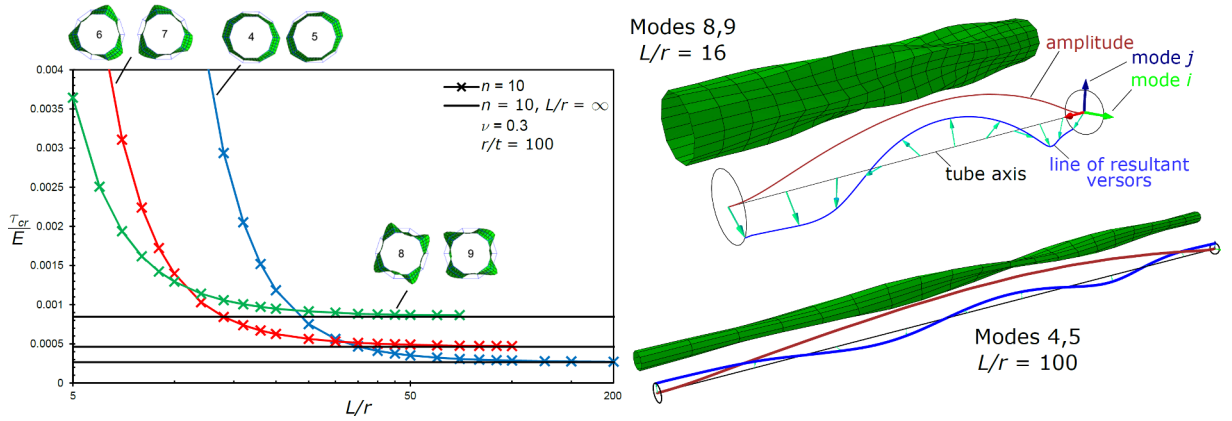 6
7
4
5
0.004
0.0035
0.003
0.0025
0.002
0.0015
0.001
0.0005
0
τcr
E
n = 10
n = 10, L/r = ∞
ν = 0.3
r/t = 100
8
9
5
50
200
L/r
Modes 8,9
L/r = 16
amplitude
mode j
mode i
tube axis
line of resultant
versors
Modes 4,5
L/r = 100